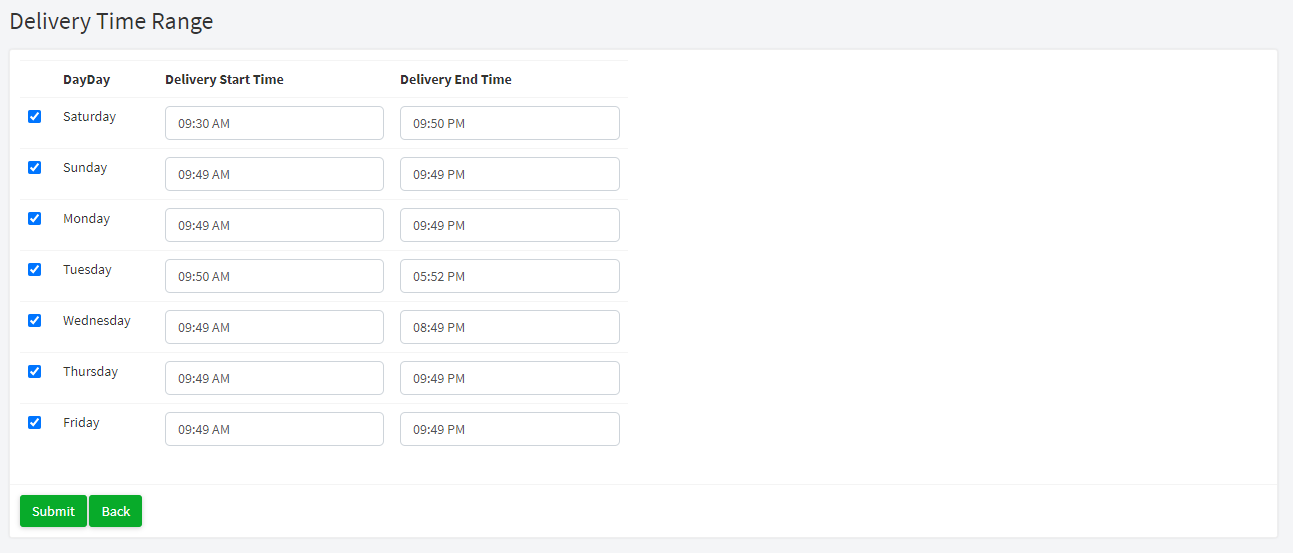 Delivery Time Range
DayDay Delivery Start Time Delivery End Time
Saturday 09:30 AM 09:50 PM
Sunday 09:49 AM 09:49 PM
Monday 09:49 AM 09:49 PM
Tuesday 09:50 AM 05:52 PM
Wednesday 09:49 AM 08:49 PM
Thursday 09:49 AM 09:49 PM
Friday 09:49 AM 09:49 PM
Submit Back